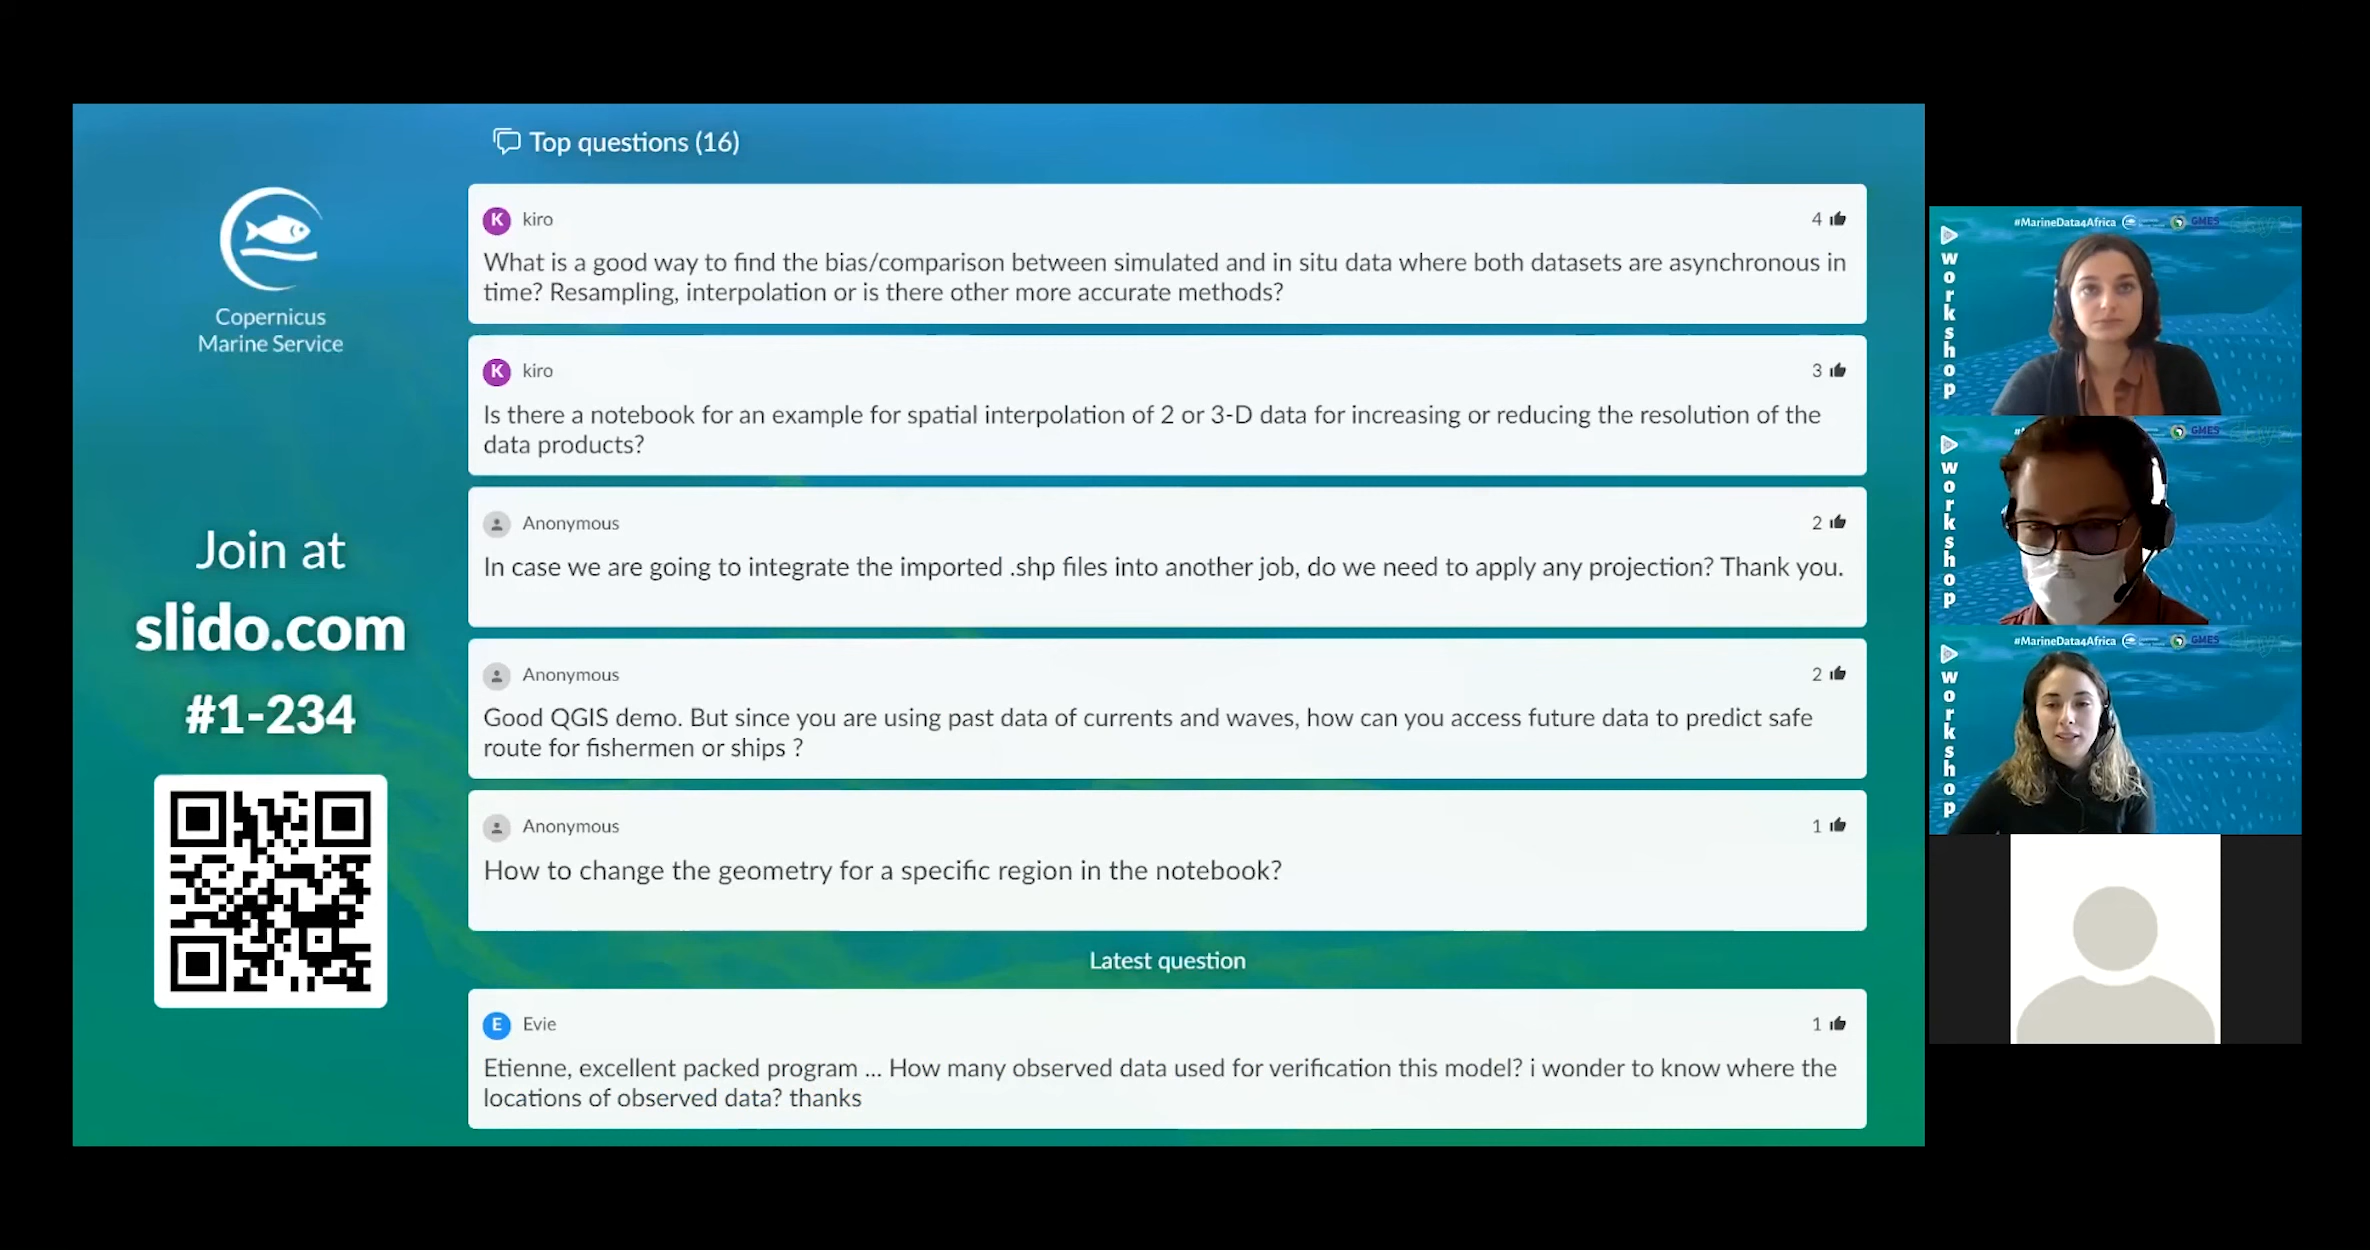 Top questions (16)
Copernicus
Marine Service
Join at
slido.com
#1-234
K kiro
4
What is a good way to find the bias/comparison between simulated and in situ data where both datasets are asynchronous in
time? Resampling, interpolation or is there other more accurate methods?
K kiro
3
Is there a notebook for an example for spatial interpolation of 2 or 3-D data for increasing or reducing the resolution of the
data products?
Anonymous
2
In case we are going to integrate the imported .shp files into another job, do we need to apply any projection? Thank you.
Anonymous
2
Good QGIS demo. But since you are using past data of currents and waves, how can you access future data to predict safe
route for fishermen or ships ?
Anonymous
1
How to change the geometry for a specific region in the notebook?
Latest question
E Evie
1
Etienne, excellent packed program ... How many observed data used for verification this model? i wonder to know where the
locations of observed data? thanks
#MarineData4Africa
GMES
workshop
GMES
workshop
#MarineData4Africa
GMES
workshop